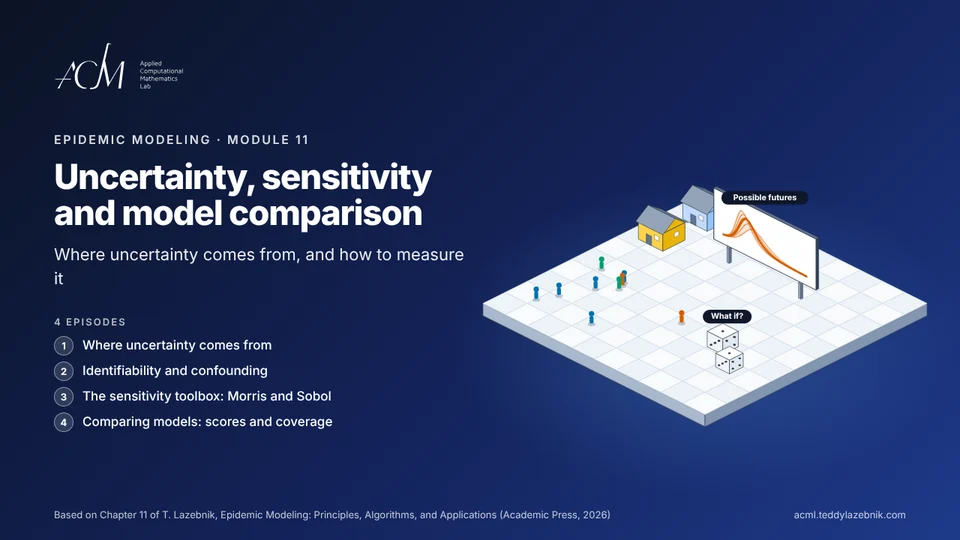 ACM
Applied
Computational
Mathematics
Lab
EPIDEMIC MODELING · MODULE 11
Uncertainty, sensitivity
and model comparison
Where uncertainty comes from, and how to measure
it
4 EPISODES
1 Where uncertainty comes from
2 Identifiability and confounding
3 The sensitivity toolbox: Morris and Sobol
4 Comparing models: scores and coverage
Possible futures
What if?
Based on Chapter 11 of T. Lazebnik, Epidemic Modeling: Principles, Algorithms, and Applications (Academic Press, 2026)
acml.teddylazebnik.com